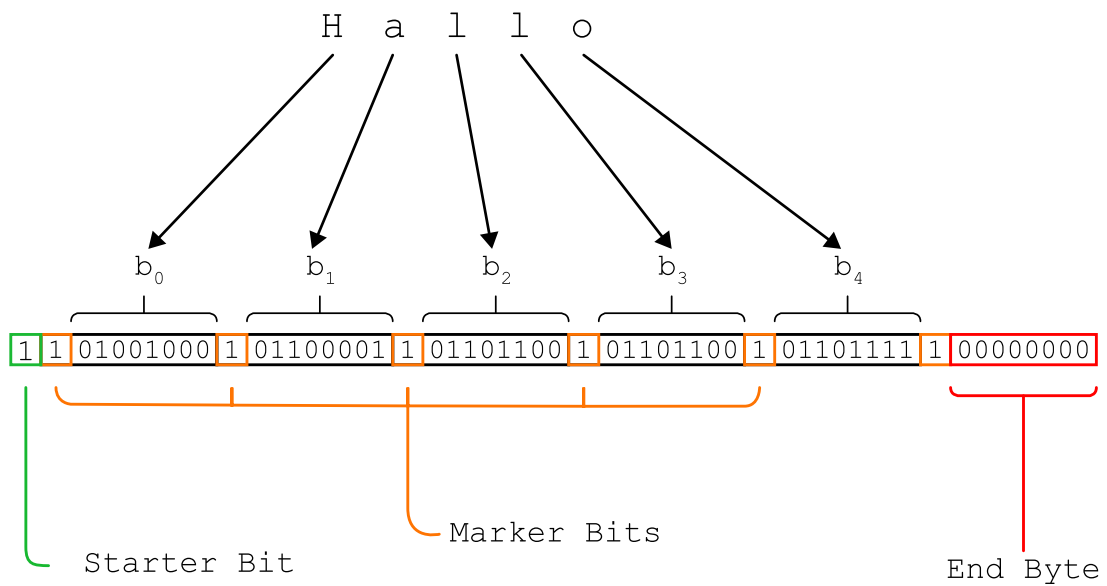 H a l l o
b0 b1 b2 b3 b4
1 1 01001000 1 01100001 1 01101100 1 01101100 1 01101111 1 00000000
Marker Bits
Starter Bit
End Byte